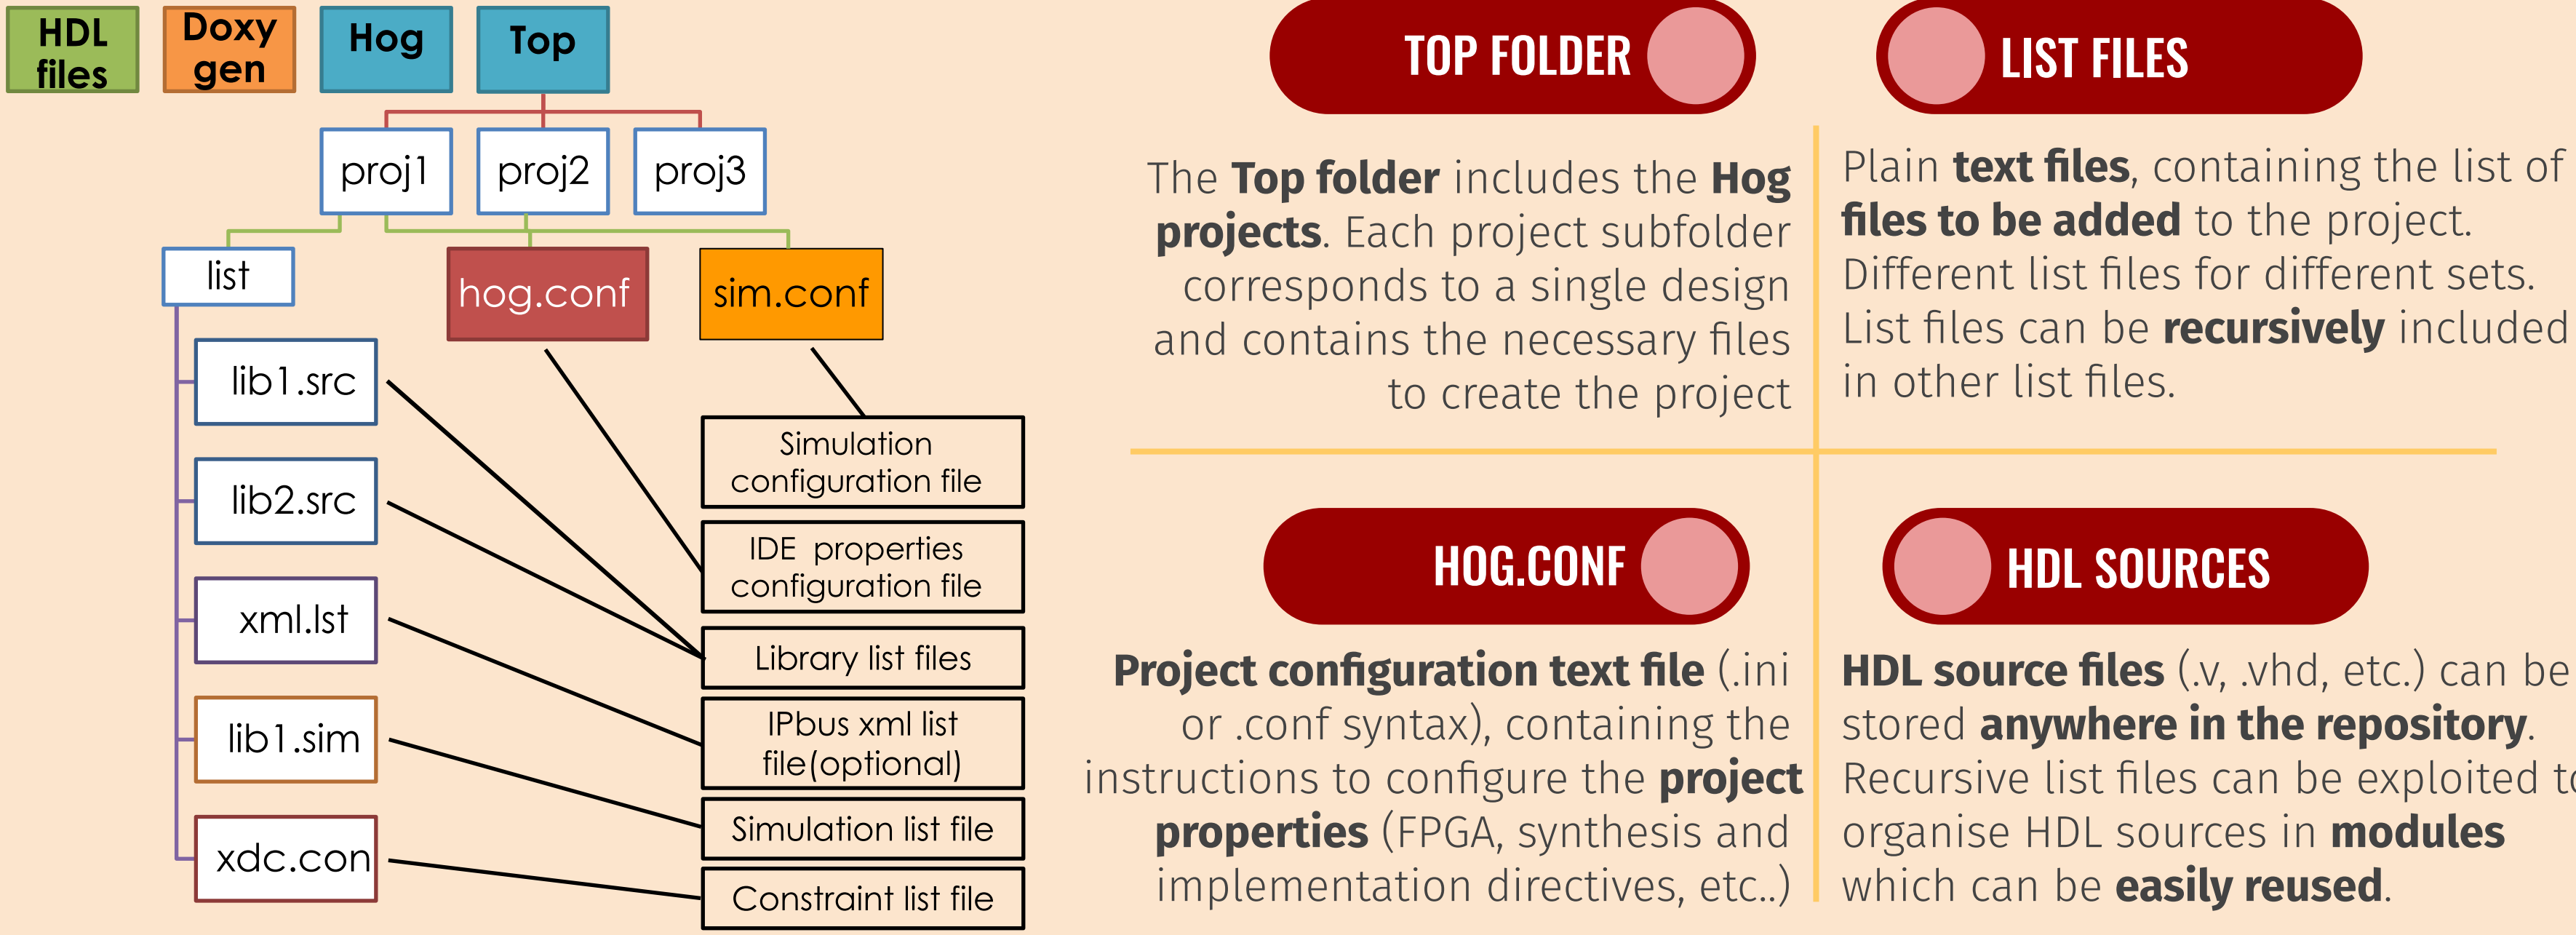 HDL
files
Doxy
gen
Hog
Top
proj1
proj2
proj3
list
hog.conf
sim.conf
lib1.src
lib2.src
xml.lst
lib1.sim
xdc.con
Simulation
configuration file
IDE properties
configuration file
Library list files
IPbus xml list
file(optional)
Simulation list file
Constraint list file
TOP FOLDER
The Top folder includes the Hog
projects. Each project subfolder
corresponds to a single design
and contains the necessary files
to create the project
LIST FILES
Plain text files, containing the list of
files to be added to the project.
Different list files for different sets.
List files can be recursively included
in other list files.
HOG.CONF
Project configuration text file (.ini
or .conf syntax), containing the
instructions to configure the project
properties (FPGA, synthesis and
implementation directives, etc..)
HDL SOURCES
HDL source files (.v, .vhd, etc.) can be
stored anywhere in the repository.
Recursive list files can be exploited to
organise HDL sources in modules
which can be easily reused.